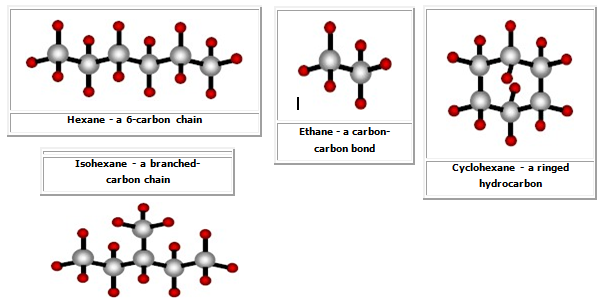 Hexane - a 6-carbon chain
Ethane - a carbon-
carbon bond
Cyclohexane - a ringed
hydrocarbon
Isohexane - a branched-
carbon chain